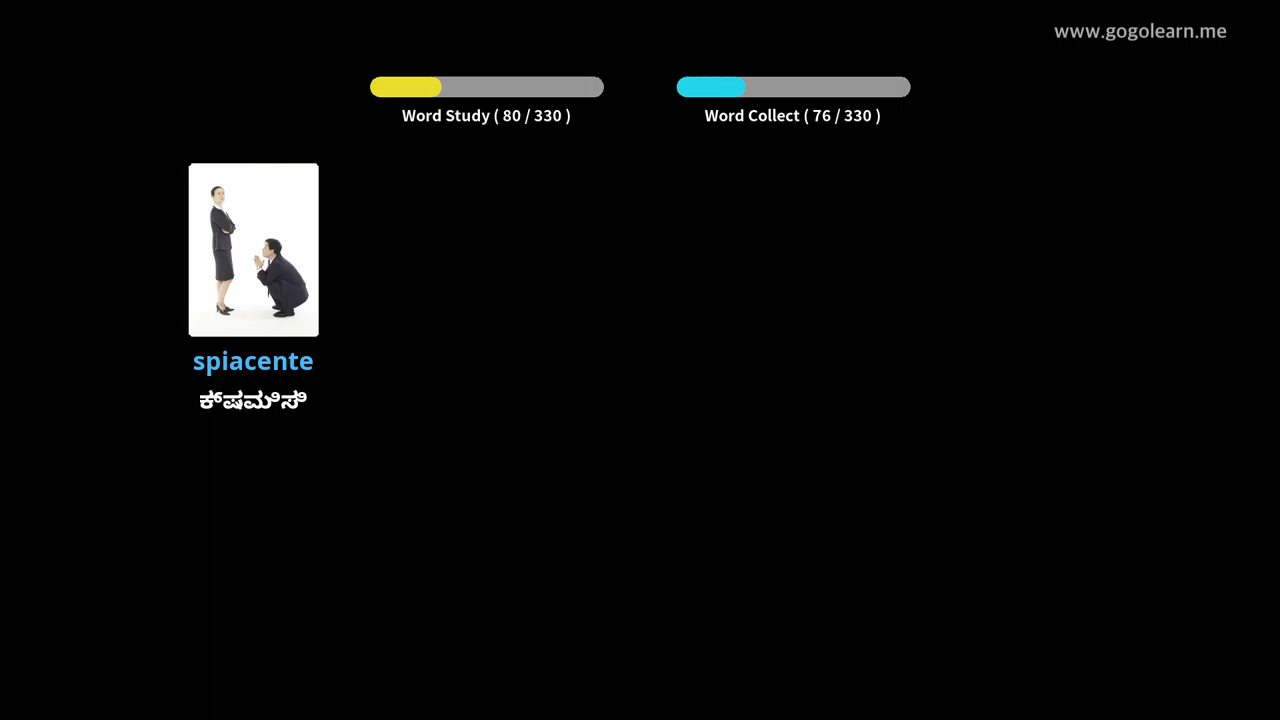 www.gogolearn.me
Word Study ( 80 / 330 )
Word Collect ( 76 / 330 )
spiacente
ಕ್ಷಮಿಸಿ